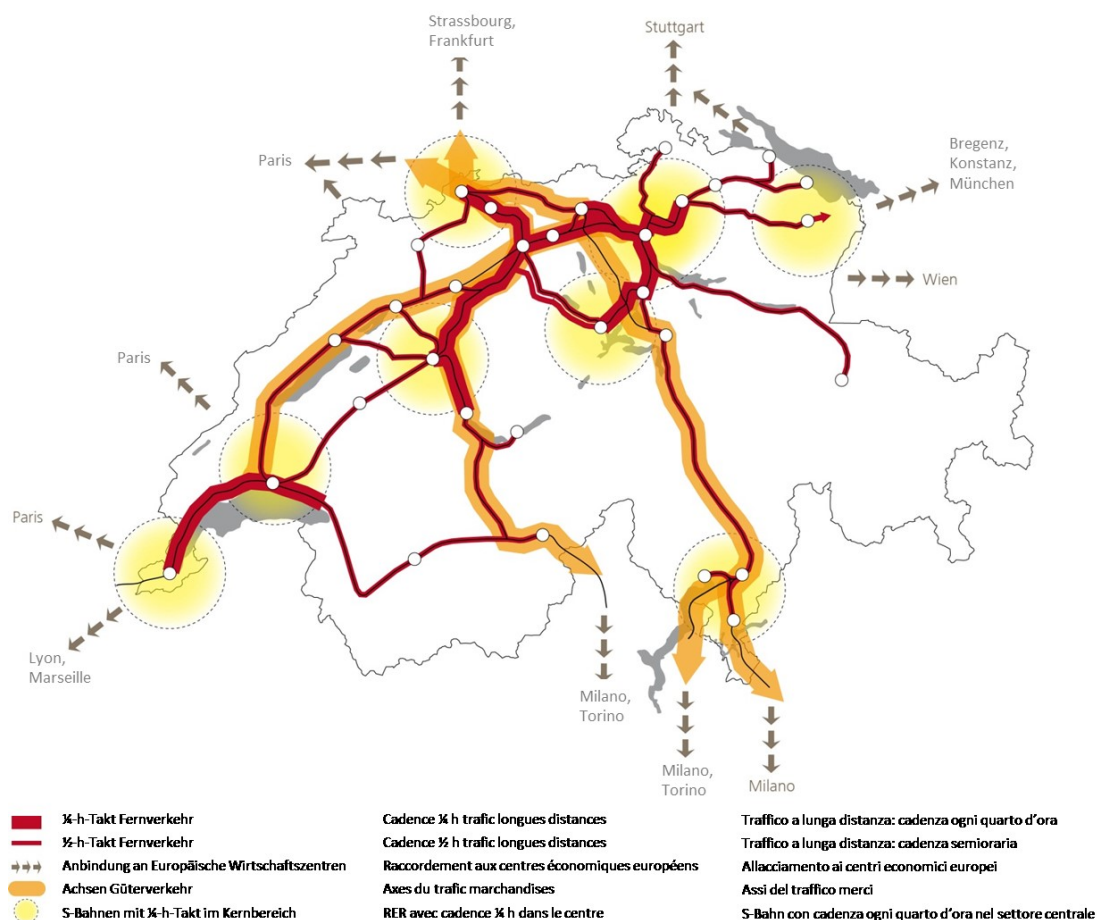 Strassbourg,
Frankfurt
Stuttgart
Paris
Bregenz,
Konstanz,
München
Wien
Paris
Paris
Lyon,
Marseille
Milano,
Torino
Milano,
Torino
Milano
¼-h-Takt Fernverkehr
Cadence ¼ h trafic longues distances
Traffico a lunga distanza: cadenza ogni quarto d'ora
½-h-Takt Fernverkehr
Cadence ½ h trafic longues distances
Traffico a lunga distanza: cadenza semioraria
Anbindung an Europäische Wirtschaftszentren
Raccordement aux centres économiques européens
Allacciamento ai centri economici europei
Achsen Güterverkehr
Axes du trafic marchandises
Assi del traffico merci
S-Bahnen mit ¼-h-Takt im Kernbereich
RER avec cadence ¼ h dans le centre
S-Bahn con cadenza ogni quarto d'ora nel settore centrale